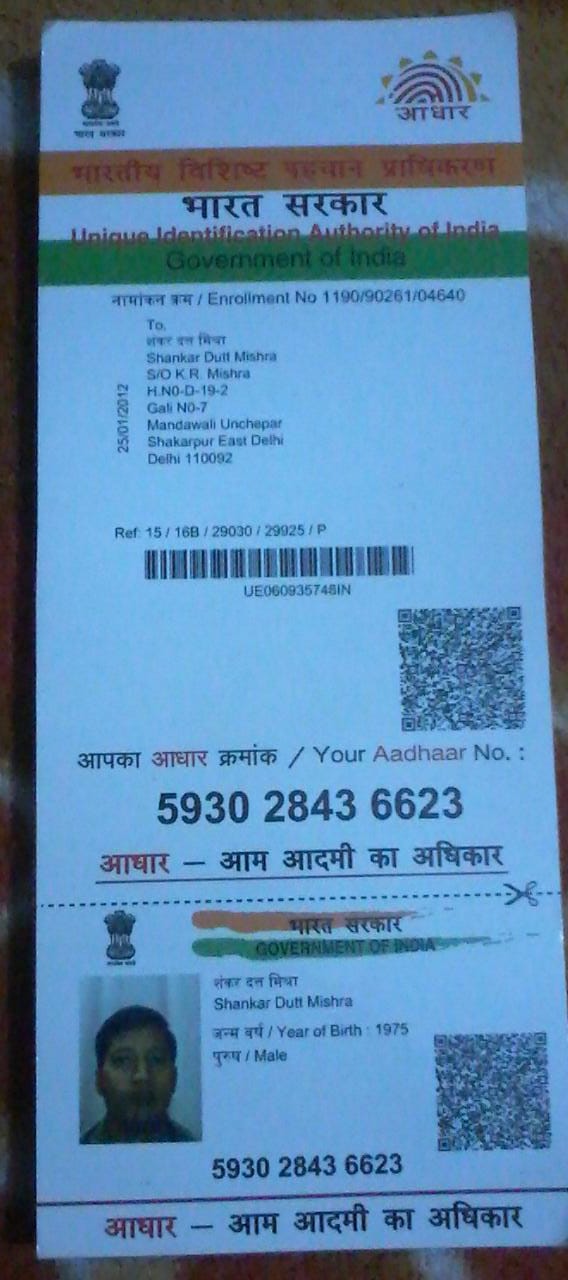 भारत सरकार
आधार
भारतीय विशिष्ट पहचान प्राधिकरण
भारत सरकार
Unique Identification Authority of India
Government of India
नामांकन क्रम / Enrollment No 1190/90261/04640
To,
शंकर दत्त मिश्रा
Shankar Dutt Mishra
S/O K.R. Mishra
H.N0-D-19-2
Gali N0-7
Mandawali Unchepar
Shakarpur East Delhi
Delhi 110092
25/01/2012
Ref: 15 / 16B / 29030 / 29925 / P
UE060935746IN
आपका आधार क्रमांक / Your Aadhaar No. :
5930 2843 6623
आधार — आम आदमी का अधिकार
भारत सरकार
GOVERNMENT OF INDIA
शंकर दत्त मिश्रा
Shankar Dutt Mishra
जन्म वर्ष / Year of Birth : 1975
पुरुष / Male
5930 2843 6623
आधार — आम आदमी का अधिकार